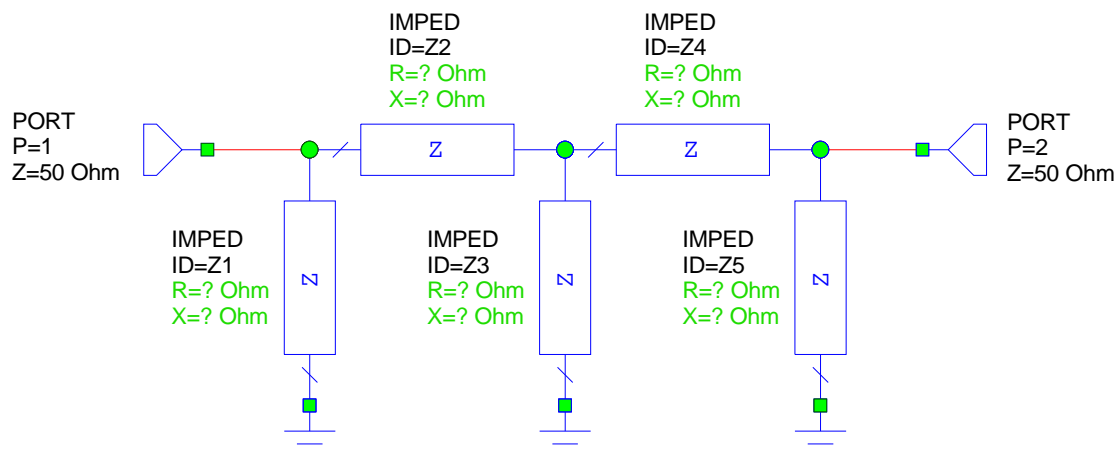 IMPED
ID=Z2
R=? Ohm
X=? Ohm
IMPED
ID=Z4
R=? Ohm
X=? Ohm
PORT
P=1
Z=50 Ohm
Z
Z
PORT
P=2
Z=50 Ohm
IMPED
ID=Z1
R=? Ohm
X=? Ohm
Z
IMPED
ID=Z3
R=? Ohm
X=? Ohm
Z
IMPED
ID=Z5
R=? Ohm
X=? Ohm
Z